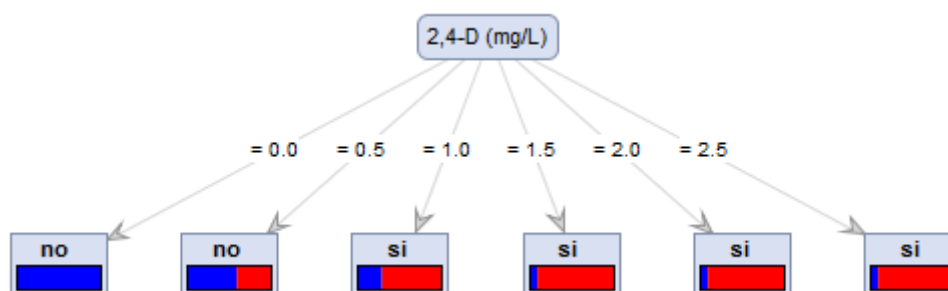 2,4-D (mg/L)
= 0.0 = 0.5 = 1.0 = 1.5 = 2.0 = 2.5
no no si si si si